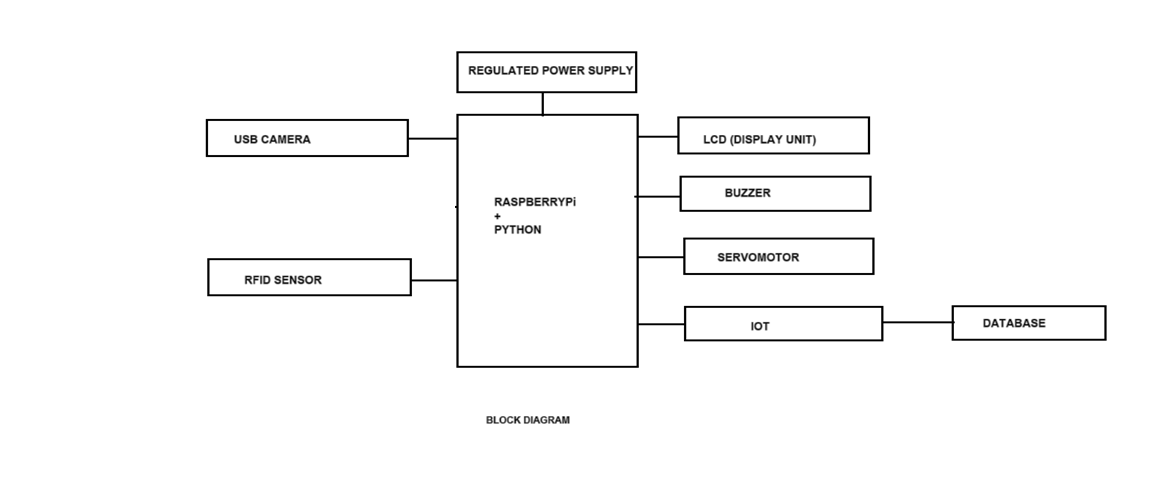 REGULATED POWER SUPPLY
USB CAMERA
LCD (DISPLAY UNIT)
BUZZER
RASPBERRYPi
+
PYTHON
SERVOMOTOR
RFID SENSOR
IOT
DATABASE
BLOCK DIAGRAM